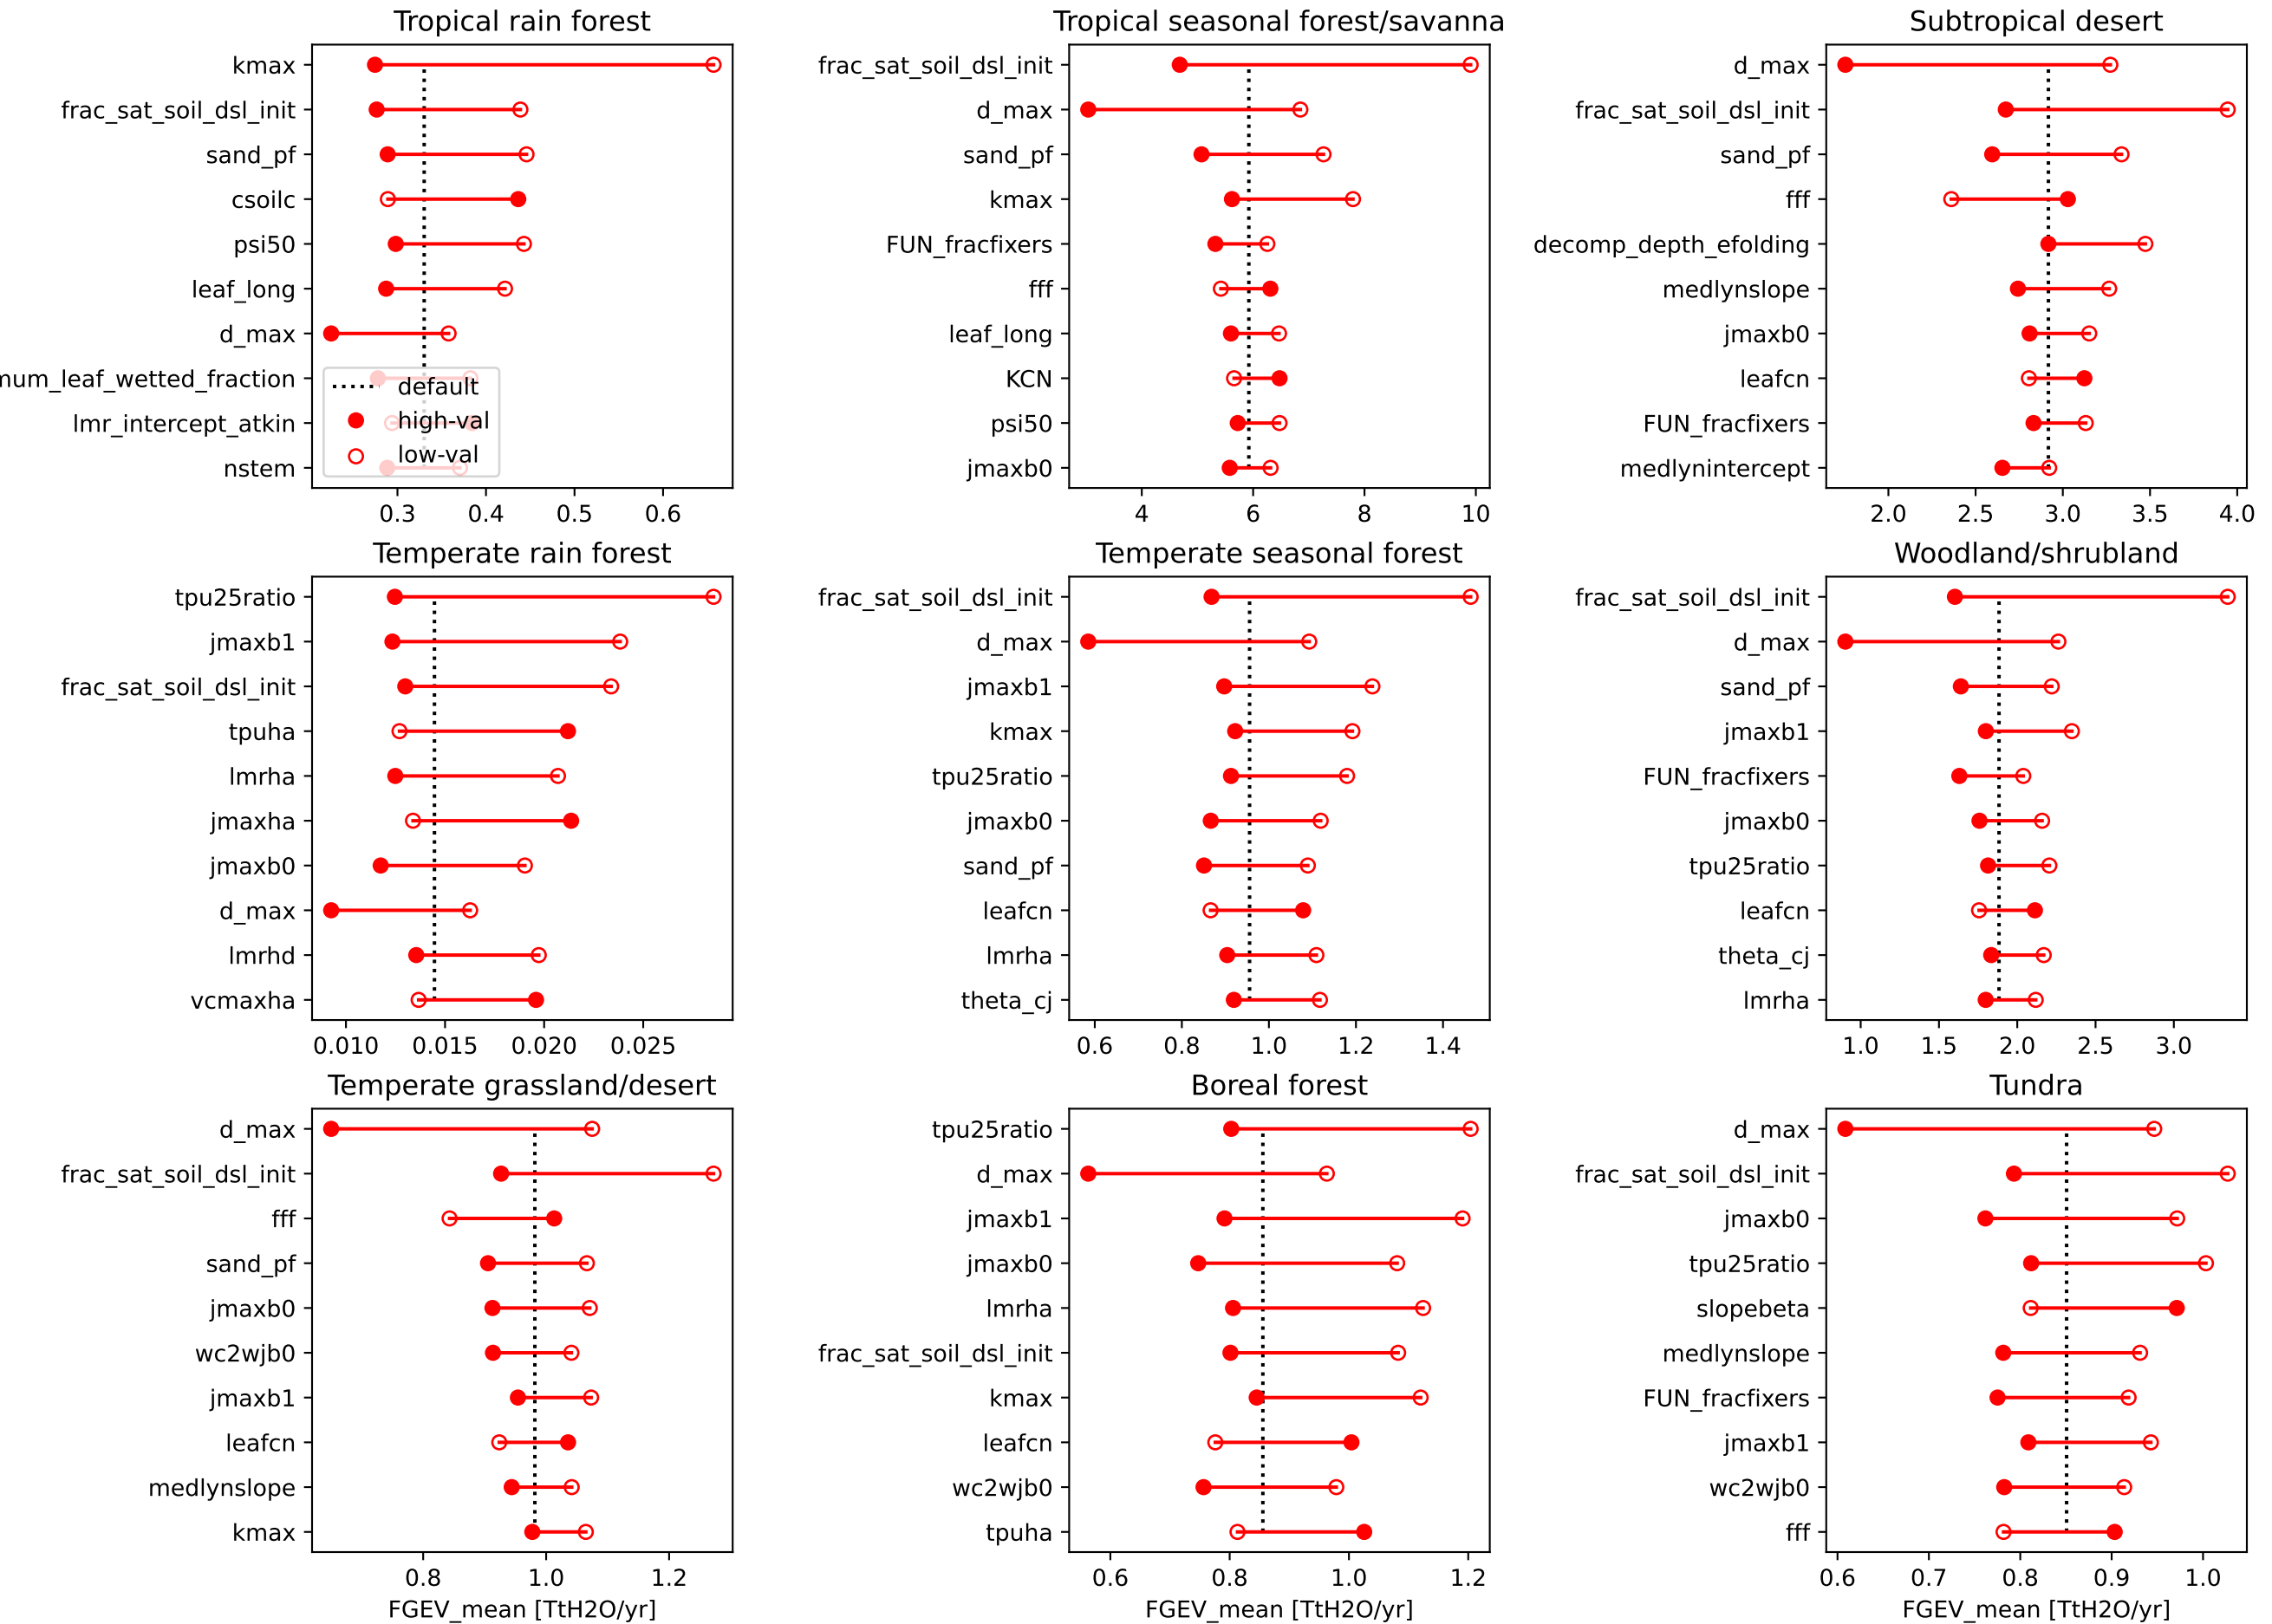 Tropical rain forest
kmax
frac_sat_soil_dsl_init
sand_pf
csoilc
psi50
leaf_long
d_max
mum_leaf_wetted_fraction
lmr_intercept_atkin
nstem
default
high-val
low-val
0.3 0.4 0.5 0.6
Tropical seasonal forest/savanna
frac_sat_soil_dsl_init
d_max
sand_pf
kmax
FUN_fracfixers
fff
leaf_long
KCN
psi50
jmaxb0
4 6 8 10
Subtropical desert
d_max
frac_sat_soil_dsl_init
sand_pf
fff
decomp_depth_efolding
medlynslope
jmaxb0
leafcn
FUN_fracfixers
medlynintercept
2.0 2.5 3.0 3.5 4.0
Temperate rain forest
tpu25ratio
jmaxb1
frac_sat_soil_dsl_init
tpuha
lmrha
jmaxha
jmaxb0
d_max
lmrhd
vcmaxha
0.010 0.015 0.020 0.025
Temperate seasonal forest
frac_sat_soil_dsl_init
d_max
jmaxb1
kmax
tpu25ratio
jmaxb0
sand_pf
leafcn
lmrha
theta_cj
0.6 0.8 1.0 1.2 1.4
Woodland/shrubland
frac_sat_soil_dsl_init
d_max
sand_pf
jmaxb1
FUN_fracfixers
jmaxb0
tpu25ratio
leafcn
theta_cj
lmrha
1.0 1.5 2.0 2.5 3.0
Temperate grassland/desert
d_max
frac_sat_soil_dsl_init
fff
sand_pf
jmaxb0
wc2wjb0
jmaxb1
leafcn
medlynslope
kmax
0.8 1.0 1.2
FGEV_mean [TtH2O/yr]
Boreal forest
tpu25ratio
d_max
jmaxb1
jmaxb0
lmrha
frac_sat_soil_dsl_init
kmax
leafcn
wc2wjb0
tpuha
0.6 0.8 1.0 1.2
FGEV_mean [TtH2O/yr]
Tundra
d_max
frac_sat_soil_dsl_init
jmaxb0
tpu25ratio
slopebeta
medlynslope
FUN_fracfixers
jmaxb1
wc2wjb0
fff
0.6 0.7 0.8 0.9 1.0
FGEV_mean [TtH2O/yr]